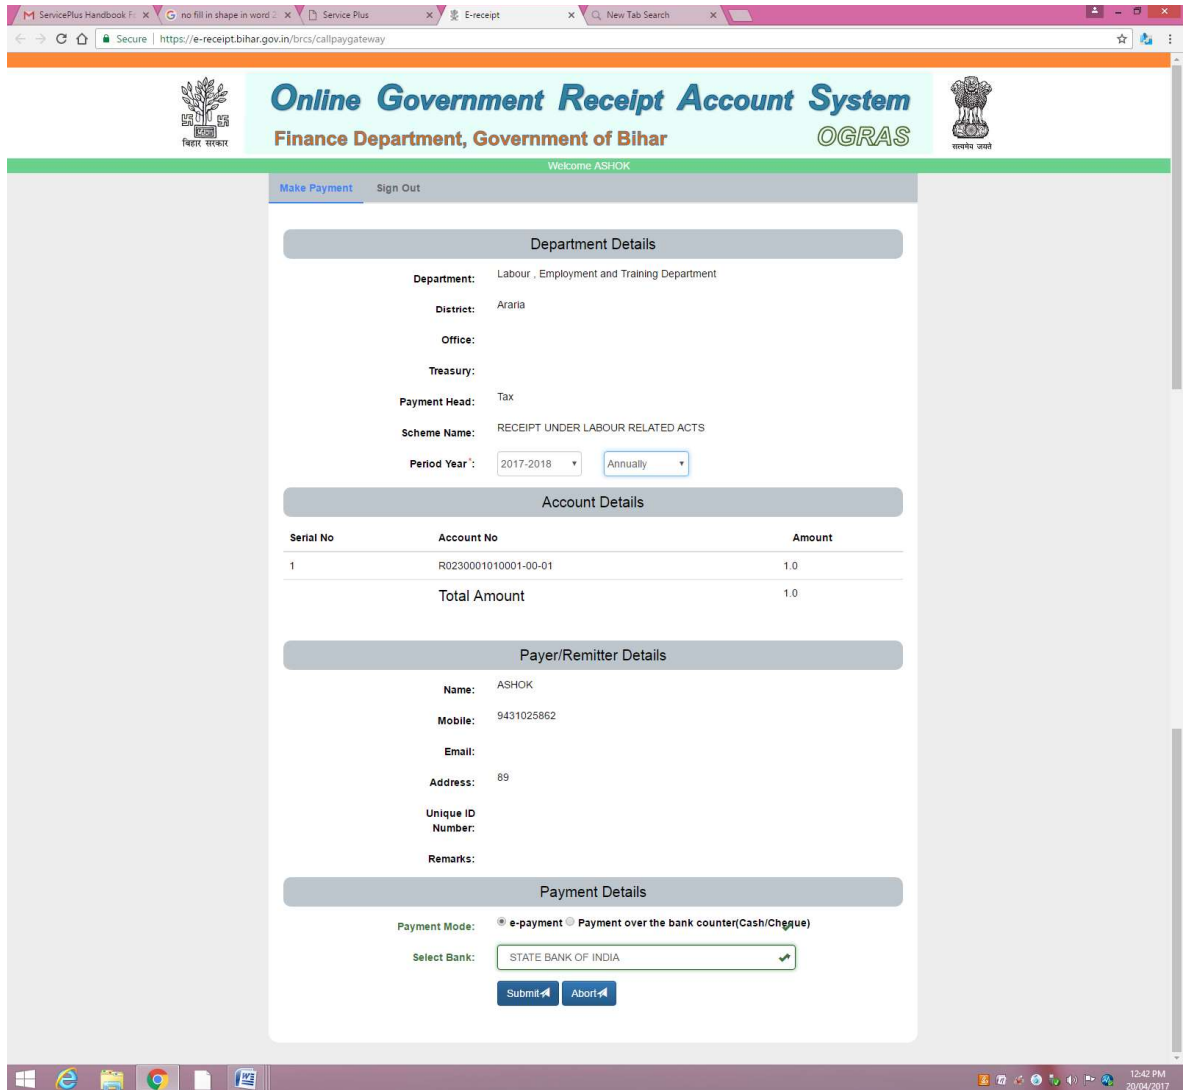 ServicePlus Handbook F
no fill in shape in word 2
Service Plus
E-receipt
New Tab Search
Secure | https://e-receipt.bihar.gov.in/brcs/callpaygateway
बिहार सरकार
Online Government Receipt Account System
Finance Department, Government of Bihar OGRAS
सत्यमेव जयते
Welcome ASHOK
Make Payment Sign Out
Department Details
Department: Labour , Employment and Training Department
District: Araria
Office:
Treasury:
Payment Head: Tax
Scheme Name: RECEIPT UNDER LABOUR RELATED ACTS
Period Year*: 2017-2018 Annually
Account Details
Serial No Account No Amount
1 R0230001010001-00-01 1.0
Total Amount 1.0
Payer/Remitter Details
Name: ASHOK
Mobile: 9431025862
Email:
Address: 89
Unique ID
Number:
Remarks:
Payment Details
Payment Mode: e-payment Payment over the bank counter(Cash/Cheque)
Select Bank: STATE BANK OF INDIA
Submit Abort
12:42 PM
20/04/2017